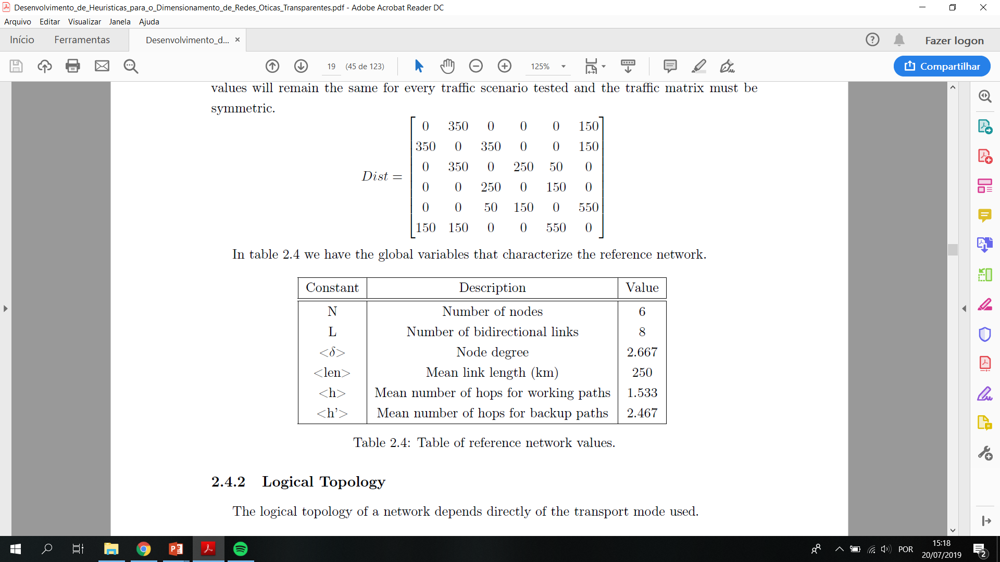 Desenvolvimento_de_Heuristicas_para_o_Dimensionamento_de_Redes_Oticas_Transparentes.pdf - Adobe Acrobat Reader DC
Arquivo Editar Visualizar Janela Ajuda
Início Ferramentas Desenvolvimento_d... × Fazer logon
19 (45 de 123) 125% Compartilhar
values will remain the same for every traffic scenario tested and the traffic matrix must be
symmetric.
Dist =
0 350 0 0 0 150
350 0 350 0 0 150
0 350 0 250 50 0
0 0 250 0 150 0
0 0 50 150 0 550
150 150 0 0 550 0
In table 2.4 we have the global variables that characterize the reference network.
Constant Description Value
N Number of nodes 6
L Number of bidirectional links 8
<δ> Node degree 2.667
<len> Mean link length (km) 250
<h> Mean number of hops for working paths 1.533
<h'> Mean number of hops for backup paths 2.467
Table 2.4: Table of reference network values.
2.4.2 Logical Topology
The logical topology of a network depends directly of the transport mode used.
POR
15:18
20/07/2019
2